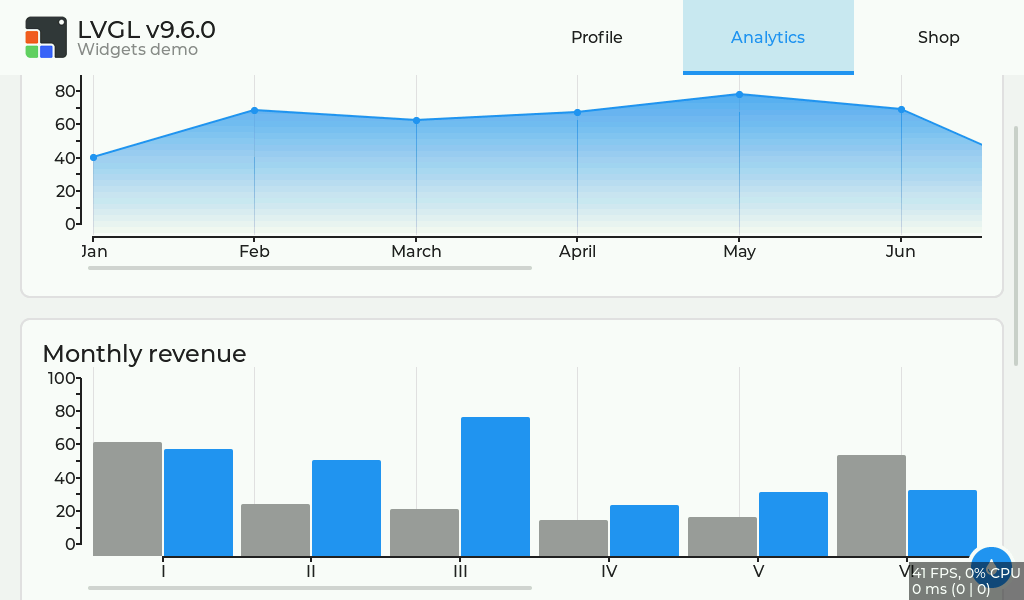 LVGL v9.6.0
Widgets demo
Profile
Analytics
Shop
80
60
40
20
0
Jan Feb March April May Jun
Monthly revenue
100
80
60
40
20
0
I II III IV V VI
41 FPS, 0% CPU
0 ms (0 | 0)